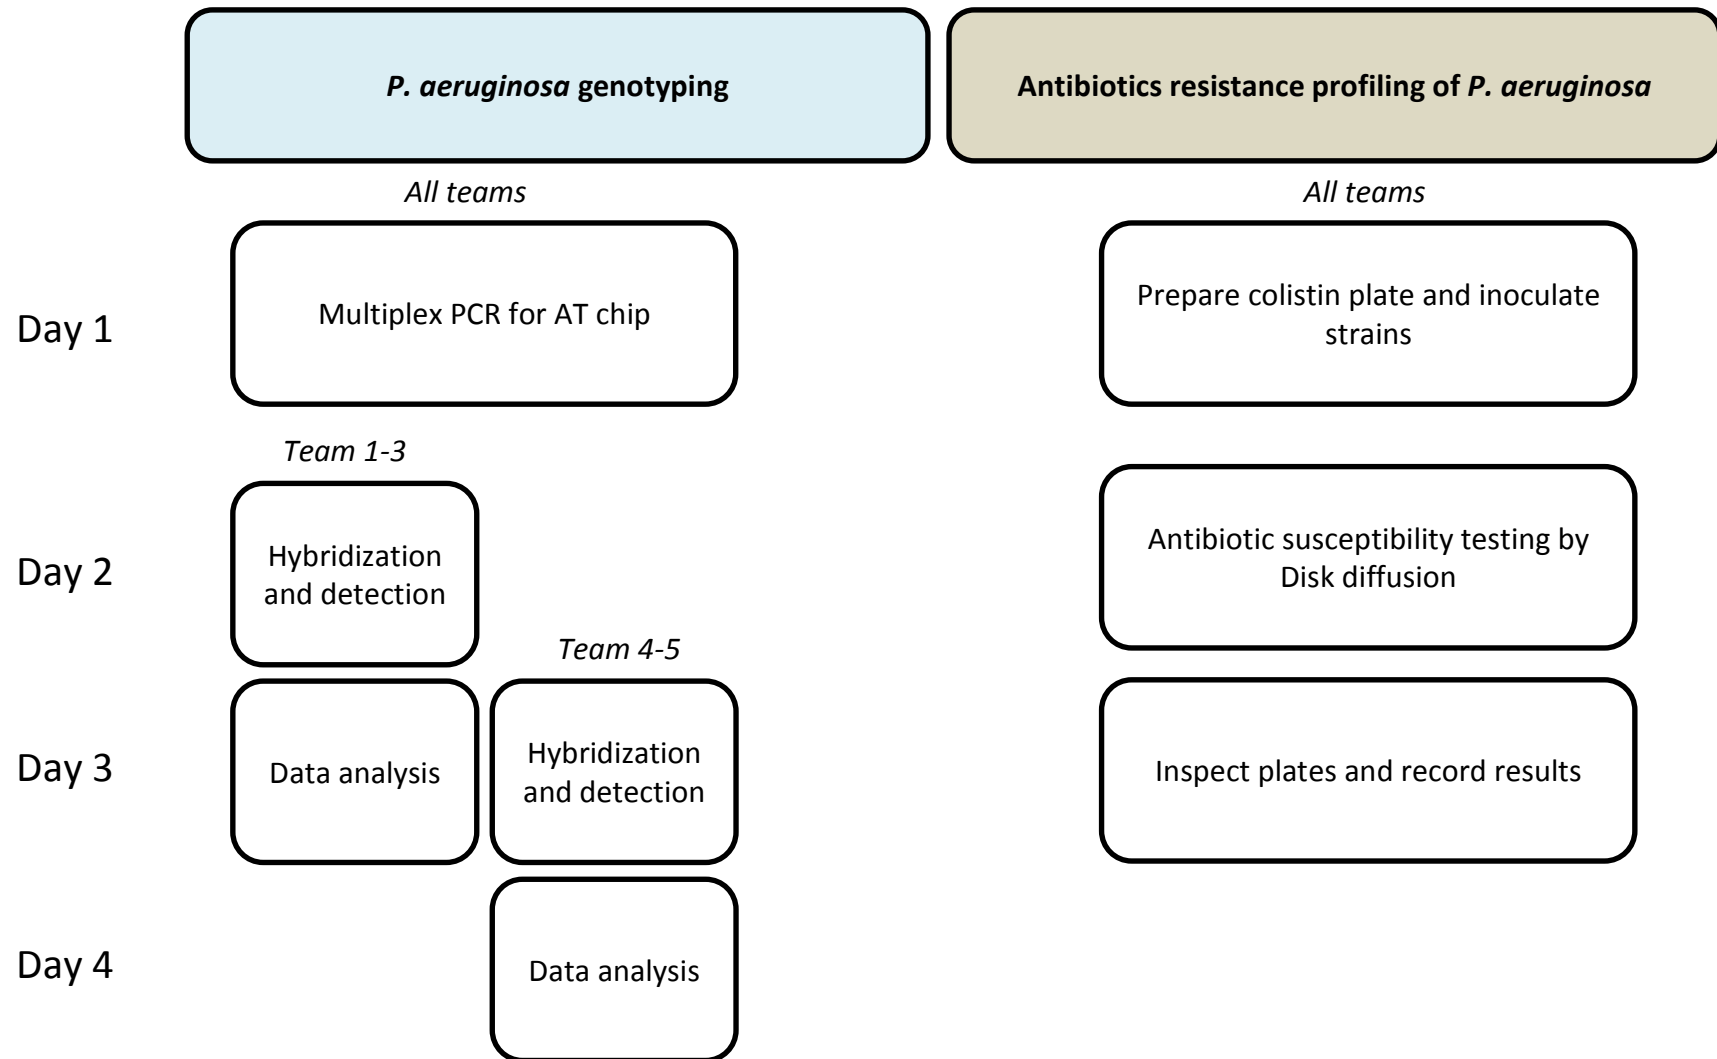 P. aeruginosa genotyping
Antibiotics resistance profiling of P. aeruginosa
All teams
All teams
Day 1
Multiplex PCR for AT chip
Prepare colistin plate and inoculate
strains
Team 1-3
Day 2
Hybridization
and detection
Antibiotic susceptibility testing by
Disk diffusion
Team 4-5
Day 3
Data analysis
Hybridization
and detection
Inspect plates and record results
Day 4
Data analysis